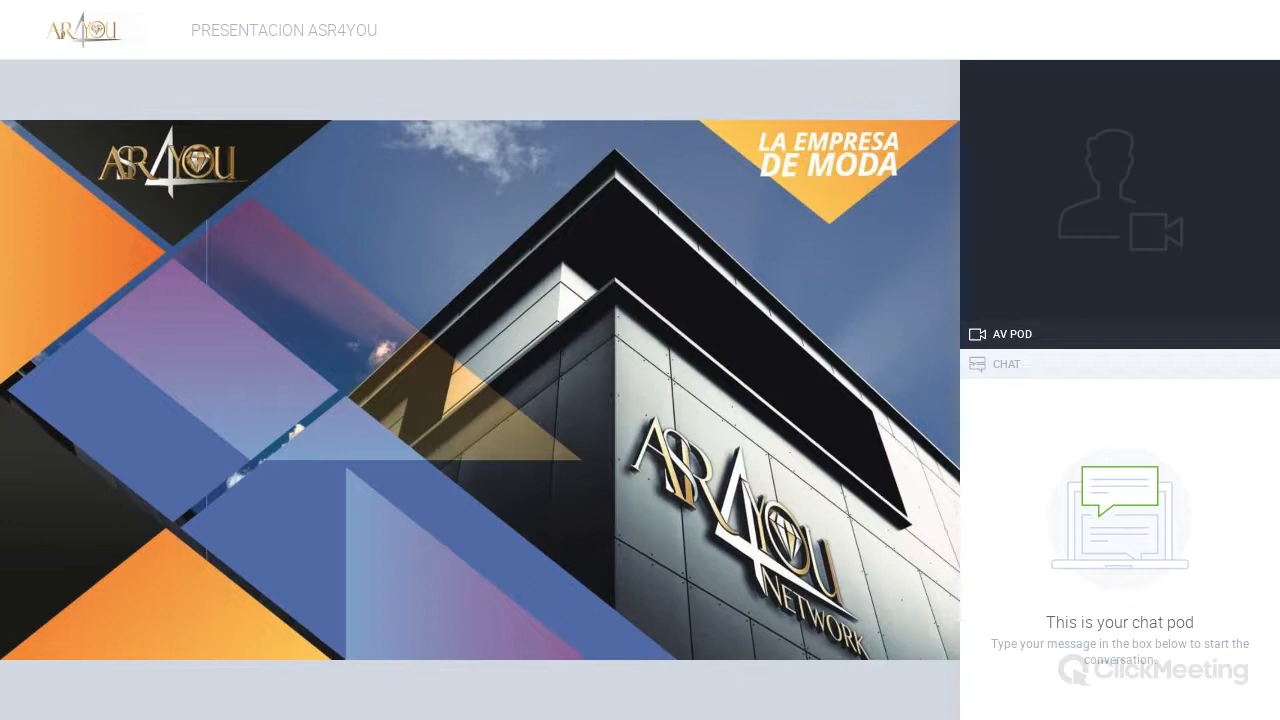 ASR4YOU
PRESENTACION ASR4YOU
ASR4YOU
LA EMPRESA
DE MODA
ASR4YOU
NETWORK
AV POD
CHAT
This is your chat pod
Type your message in the box below to start the
conversation.
ClickMeeting